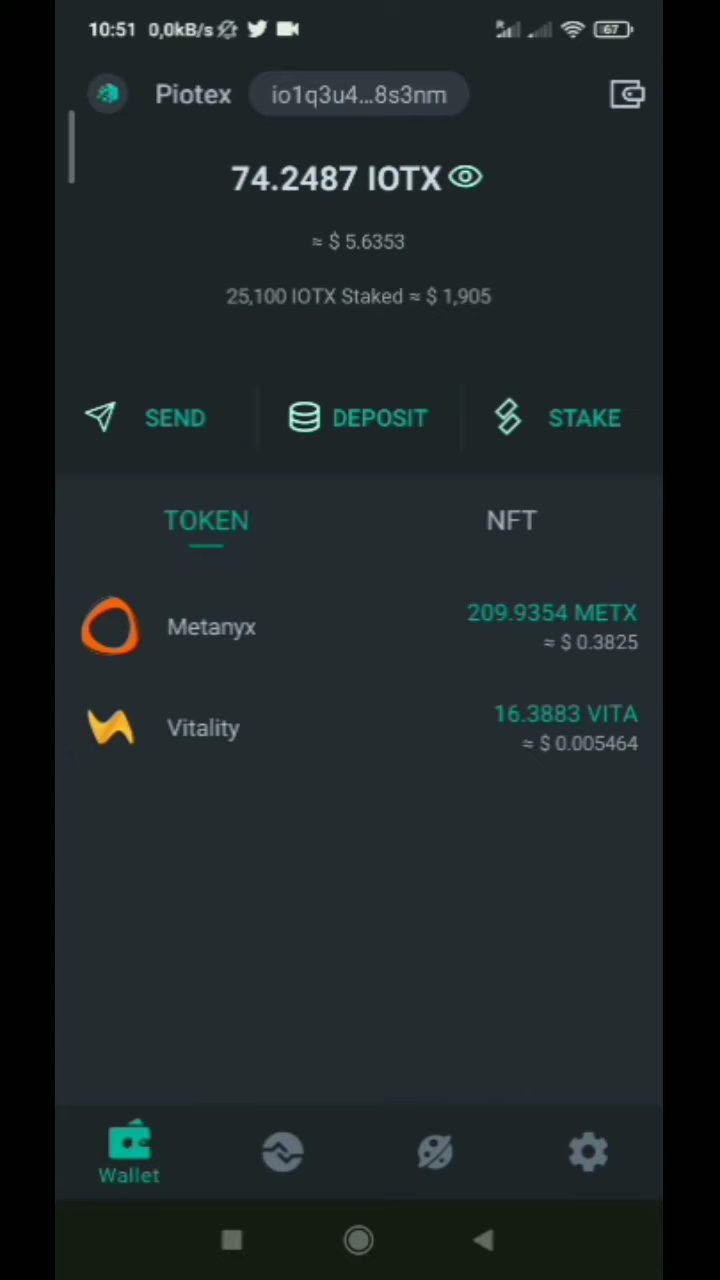 10:51 0,0kB/s 67
Piotex io1q3u4...8s3nm
74.2487 IOTX
≈ $ 5.6353
25,100 IOTX Staked ≈ $ 1,905
SEND DEPOSIT STAKE
TOKEN NFT
Metanyx 209.9354 METX
≈ $ 0.3825
Vitality 16.3883 VITA
≈ $ 0.005464
Wallet